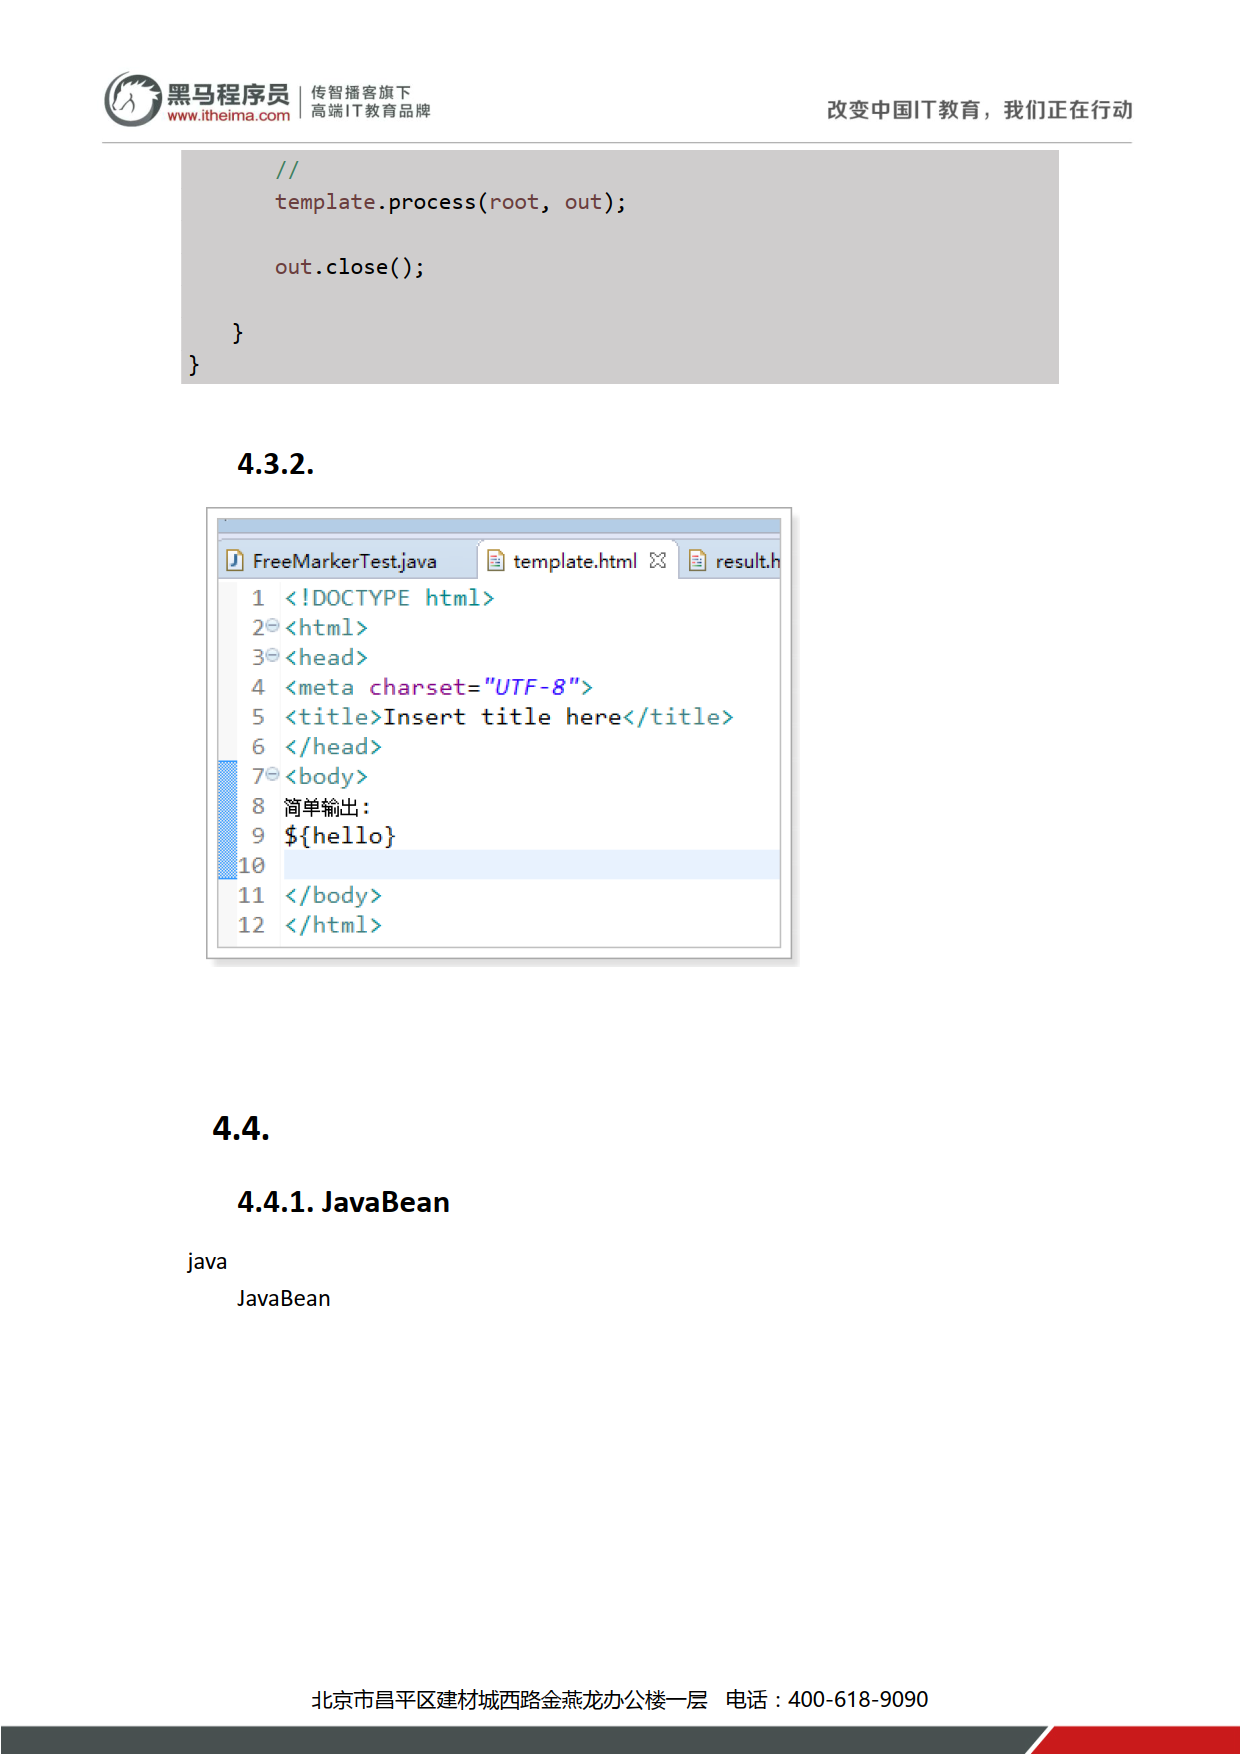 黑马程序员
www.itheima.com
传智播客旗下
高端IT教育品牌
改变中国IT教育，我们正在行动
//
template.process(root, out);
out.close();
}
}
4.3.2.
FreeMarkerTest.java template.html result.h
1 <!DOCTYPE html>
2 <html>
3 <head>
4 <meta charset="UTF-8">
5 <title>Insert title here</title>
6 </head>
7 <body>
8 简单输出：
9 ${hello}
10
11 </body>
12 </html>
4.4.
4.4.1. JavaBean
java
JavaBean
北京市昌平区建材城西路金燕龙办公楼一层 电话：400-618-9090